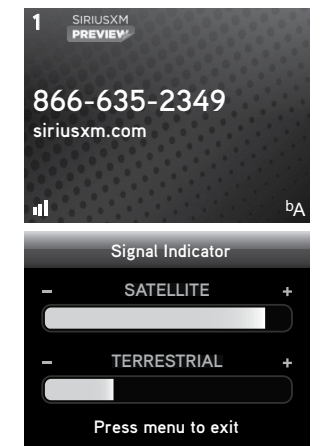 1 SIRIUSXM
PREVIEW
866-635-2349
siriusxm.com
bA
Signal Indicator
- SATELLITE +
- TERRESTRIAL +
Press menu to exit